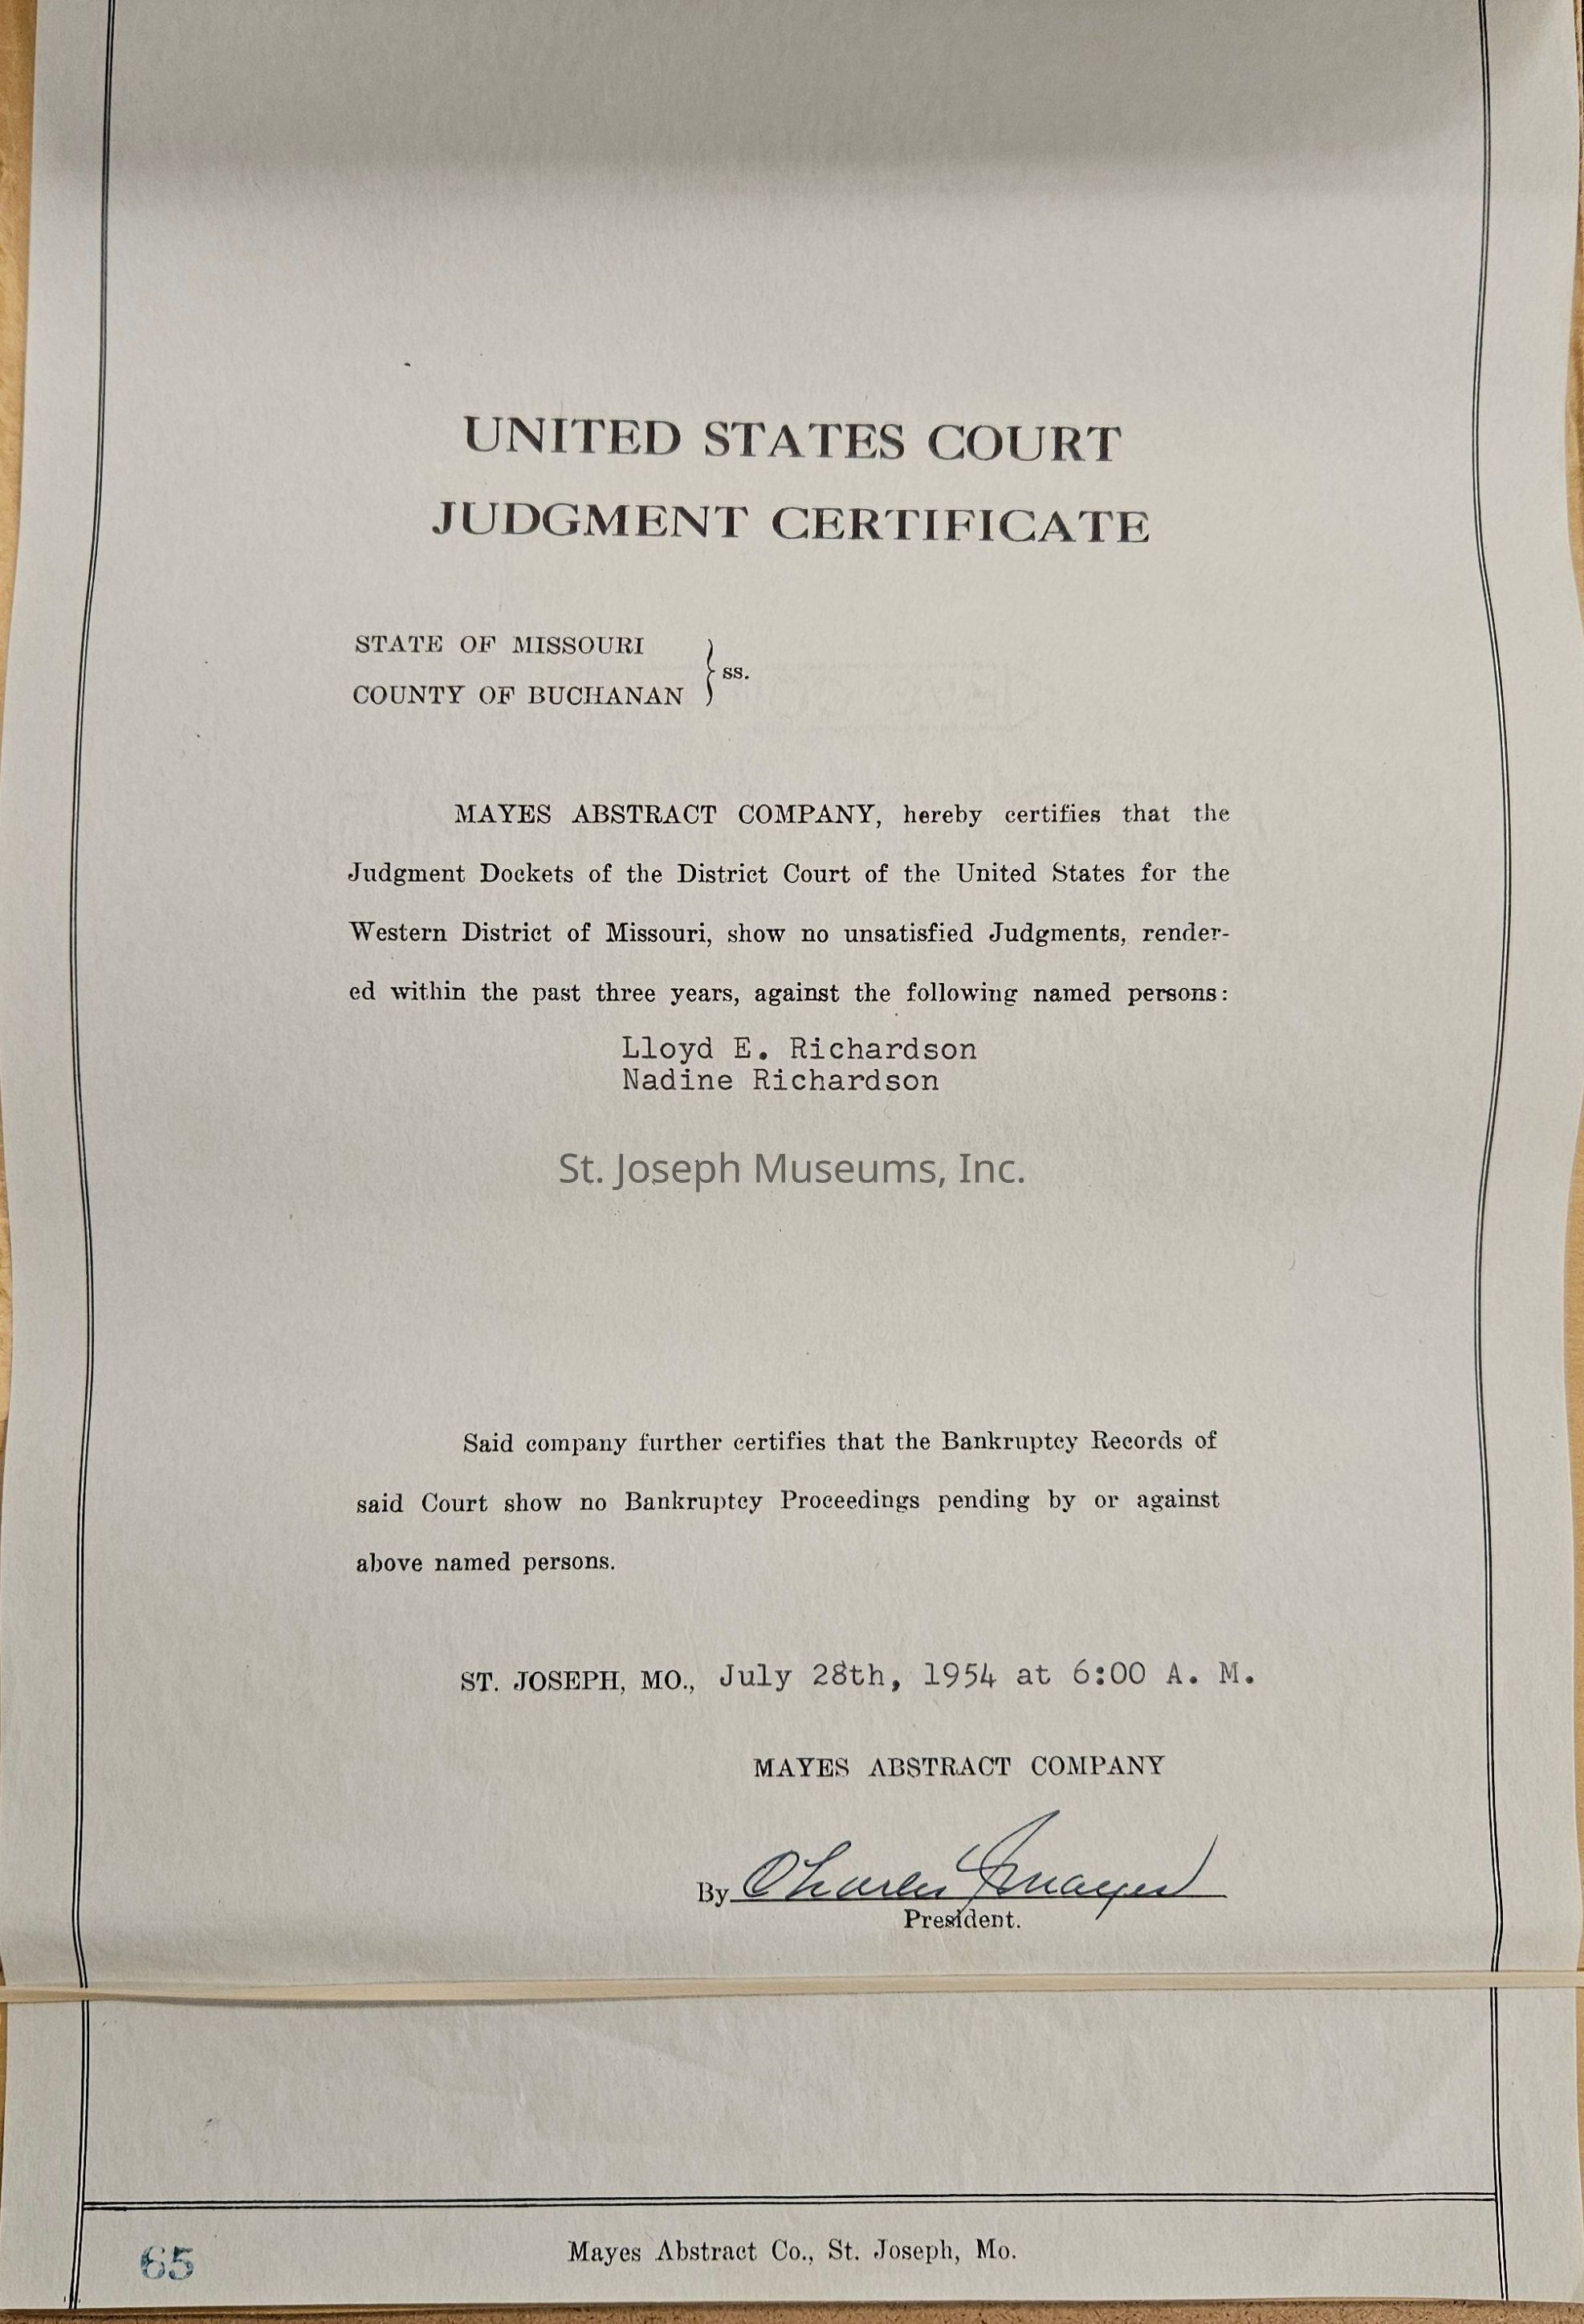 UNITED STATES COURT
JUDGMENT CERTIFICATE
STATE OF MISSOURI
COUNTY OF BUCHANAN } ss.
MAYES ABSTRACT COMPANY, hereby certifies that the
Judgment Dockets of the District Court of the United States for the
Western District of Missouri, show no unsatisfied Judgments, render-
ed within the past three years, against the following named persons:
Lloyd E. Richardson
Nadine Richardson
St. Joseph Museums, Inc.
Said company further certifies that the Bankruptcy Records of
said Court show no Bankruptcy Proceedings pending by or against
above named persons.
ST. JOSEPH, MO., July 28th, 1954 at 6:00 A. M.
MAYES ABSTRACT COMPANY
By Charles J Mayes
President.
65
Mayes Abstract Co., St. Joseph, Mo.